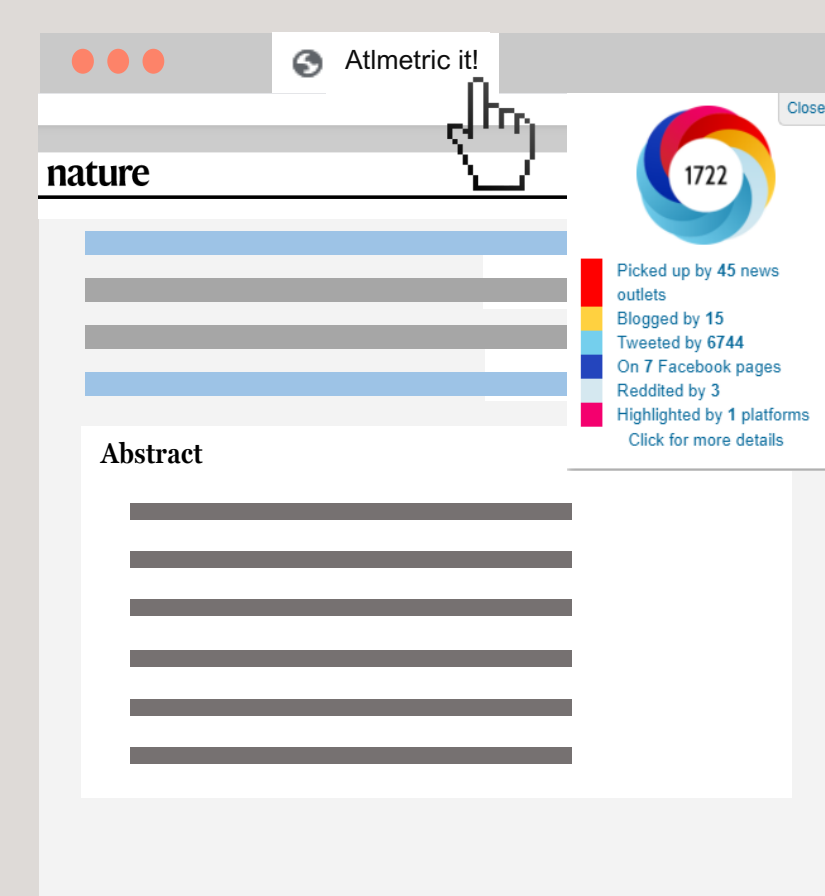 Atlmetric it!
Close
nature
1722
Picked up by 45 news
outlets
Blogged by 15
Tweeted by 6744
On 7 Facebook pages
Reddited by 3
Highlighted by 1 platforms
Click for more details
Abstract